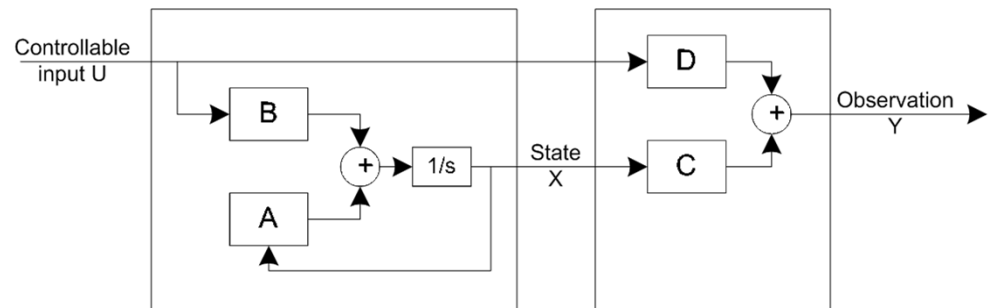 Controllable
input U
D
B
+
Observation
Y
+
1/s
State
X
C
A